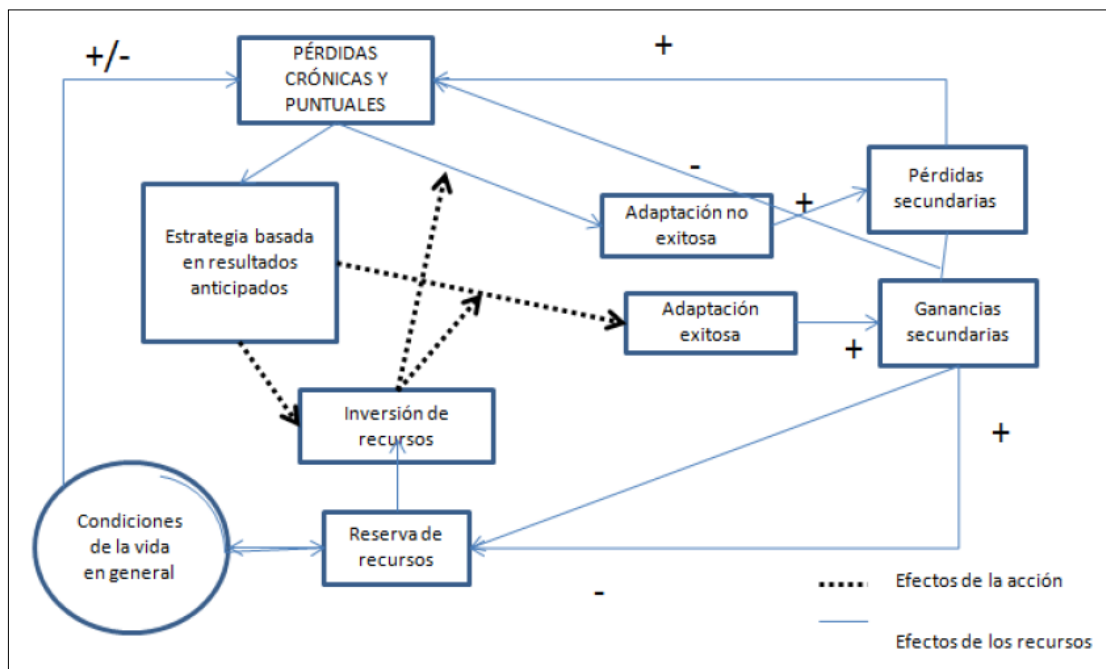 +/-
PÉRDIDAS
CRÓNICAS Y
PUNTUALES
+
-
Pérdidas
secundarias
Estrategia basada
en resultados
anticipados
Adaptación no
exitosa
+
Adaptación
exitosa
+
Ganancias
secundarias
Inversión de
recursos
+
Condiciones
de la vida
en general
Reserva de
recursos
-
Efectos de la acción
Efectos de los recursos